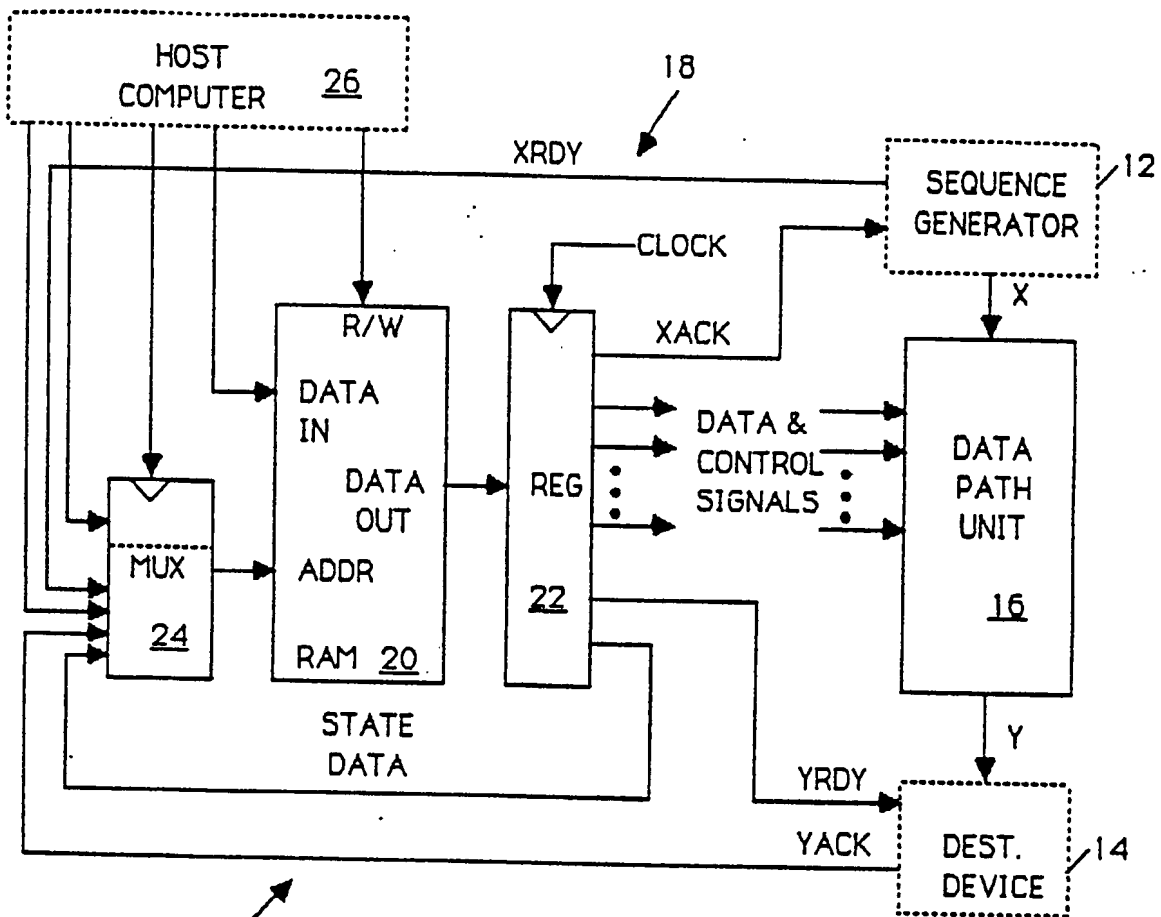 HOST
COMPUTER 26
18
XRDY
SEQUENCE
GENERATOR
12
CLOCK
X
XACK
R/W
DATA
IN
DATA
OUT
ADDR
RAM 20
REG
22
DATA &
CONTROL
SIGNALS
DATA
PATH
UNIT
16
MUX
24
STATE
DATA
Y
YRDY
YACK
DEST.
DEVICE
14